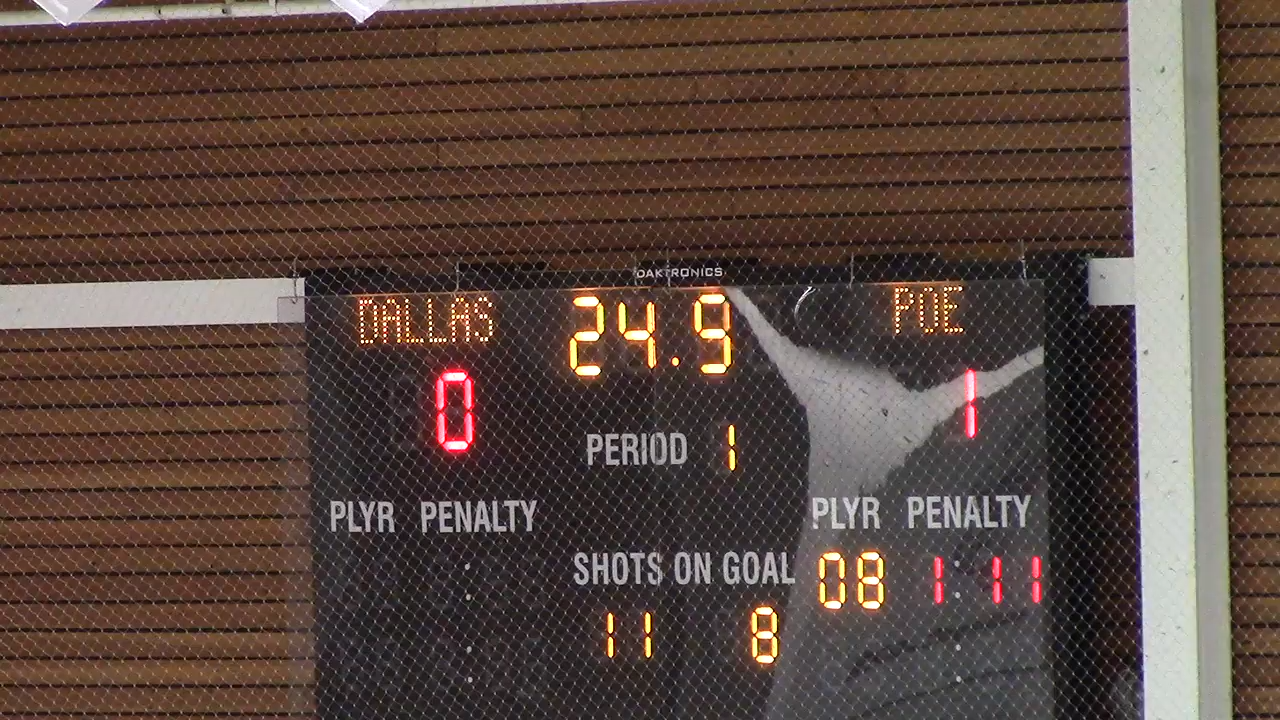 DAKTRONICS
DALLAS 24.9 POE
0 1
PERIOD 1
PLYR PENALTY PLYR PENALTY
SHOTS ON GOAL 08 1:11
11 8